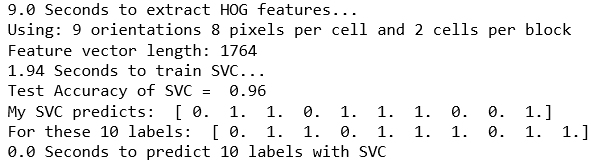 9.0 Seconds to extract HOG features...
Using: 9 orientations 8 pixels per cell and 2 cells per block
Feature vector length: 1764
1.94 Seconds to train SVC...
Test Accuracy of SVC =  0.96
My SVC predicts:  [ 0.  1.  1.  0.  1.  1.  1.  0.  0.  1.]
For these 10 labels:  [ 0.  1.  1.  0.  1.  1.  0.  1.  1.  1.]
0.0 Seconds to predict 10 labels with SVC